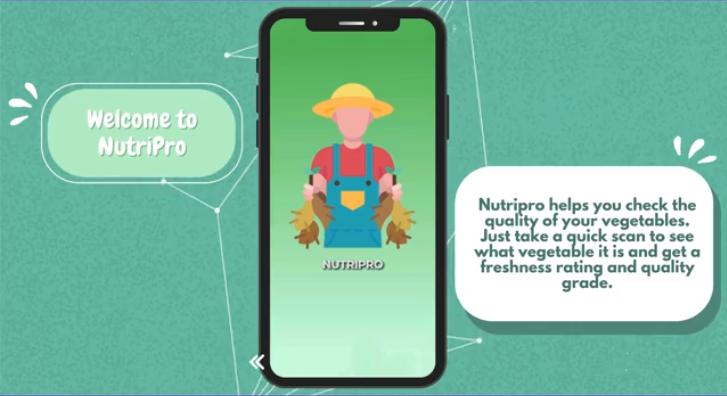 Welcome to
NutriPro
NUTRIPRO
Nutripro helps you check the
quality of your vegetables.
Just take a quick scan to see
what vegetable it is and get a
freshness rating and quality
grade.